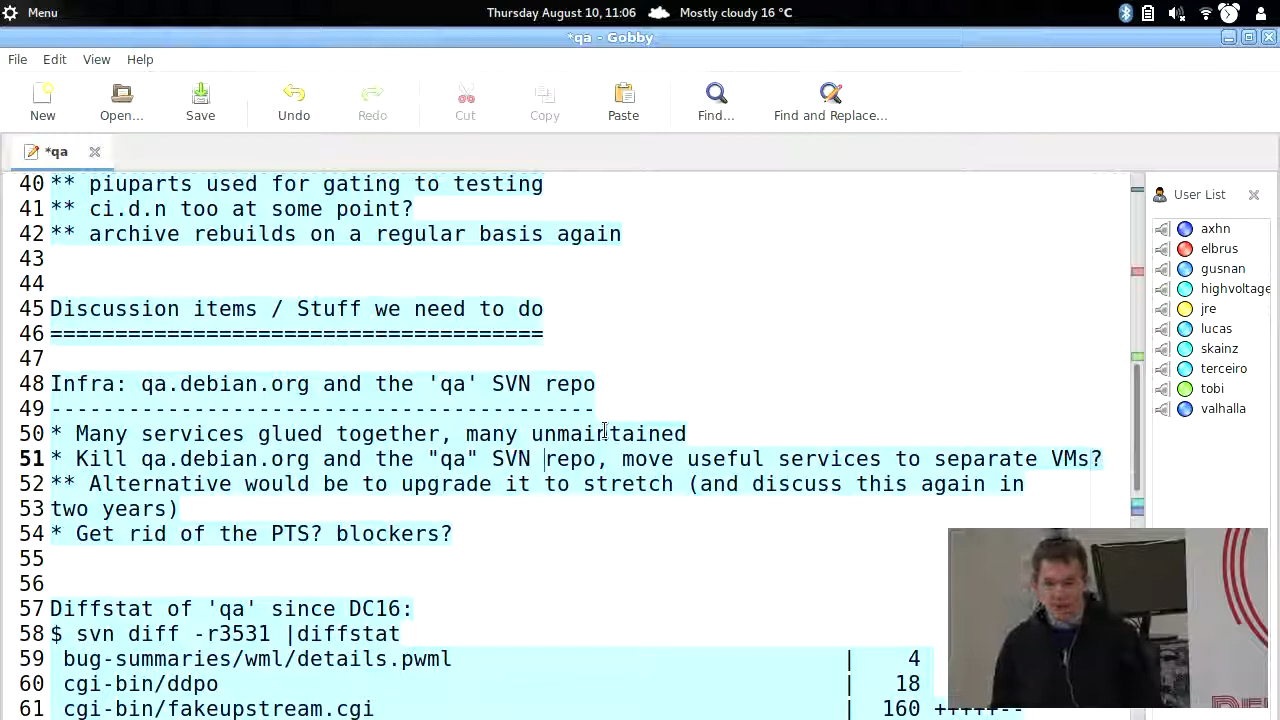 Menu
Thursday August 10, 11:06
Mostly cloudy 16 °C
*qa - Gobby
File Edit View Help
New Open... Save Undo Redo Cut Copy Paste Find... Find and Replace...
*qa
40 ** piuparts used for gating to testing
41 ** ci.d.n too at some point?
42 ** archive rebuilds on a regular basis again
43
44
45 Discussion items / Stuff we need to do
46 ======================================
47
48 Infra: qa.debian.org and the 'qa' SVN repo
49 ------------------------------------------
50 * Many services glued together, many unmaintained
51 * Kill qa.debian.org and the "qa" SVN repo, move useful services to separate VMs?
52 ** Alternative would be to upgrade it to stretch (and discuss this again in
53 two years)
54 * Get rid of the PTS? blockers?
55
56
57 Diffstat of 'qa' since DC16:
58 $ svn diff -r3531 |diffstat
59 bug-summaries/wml/details.pwml | 4
60 cgi-bin/ddpo | 18
61 cgi-bin/fakeupstream.cgi | 160 +++++--
User List
axhn
elbrus
gusnan
highvoltage
jre
lucas
skainz
terceiro
tobi
valhalla